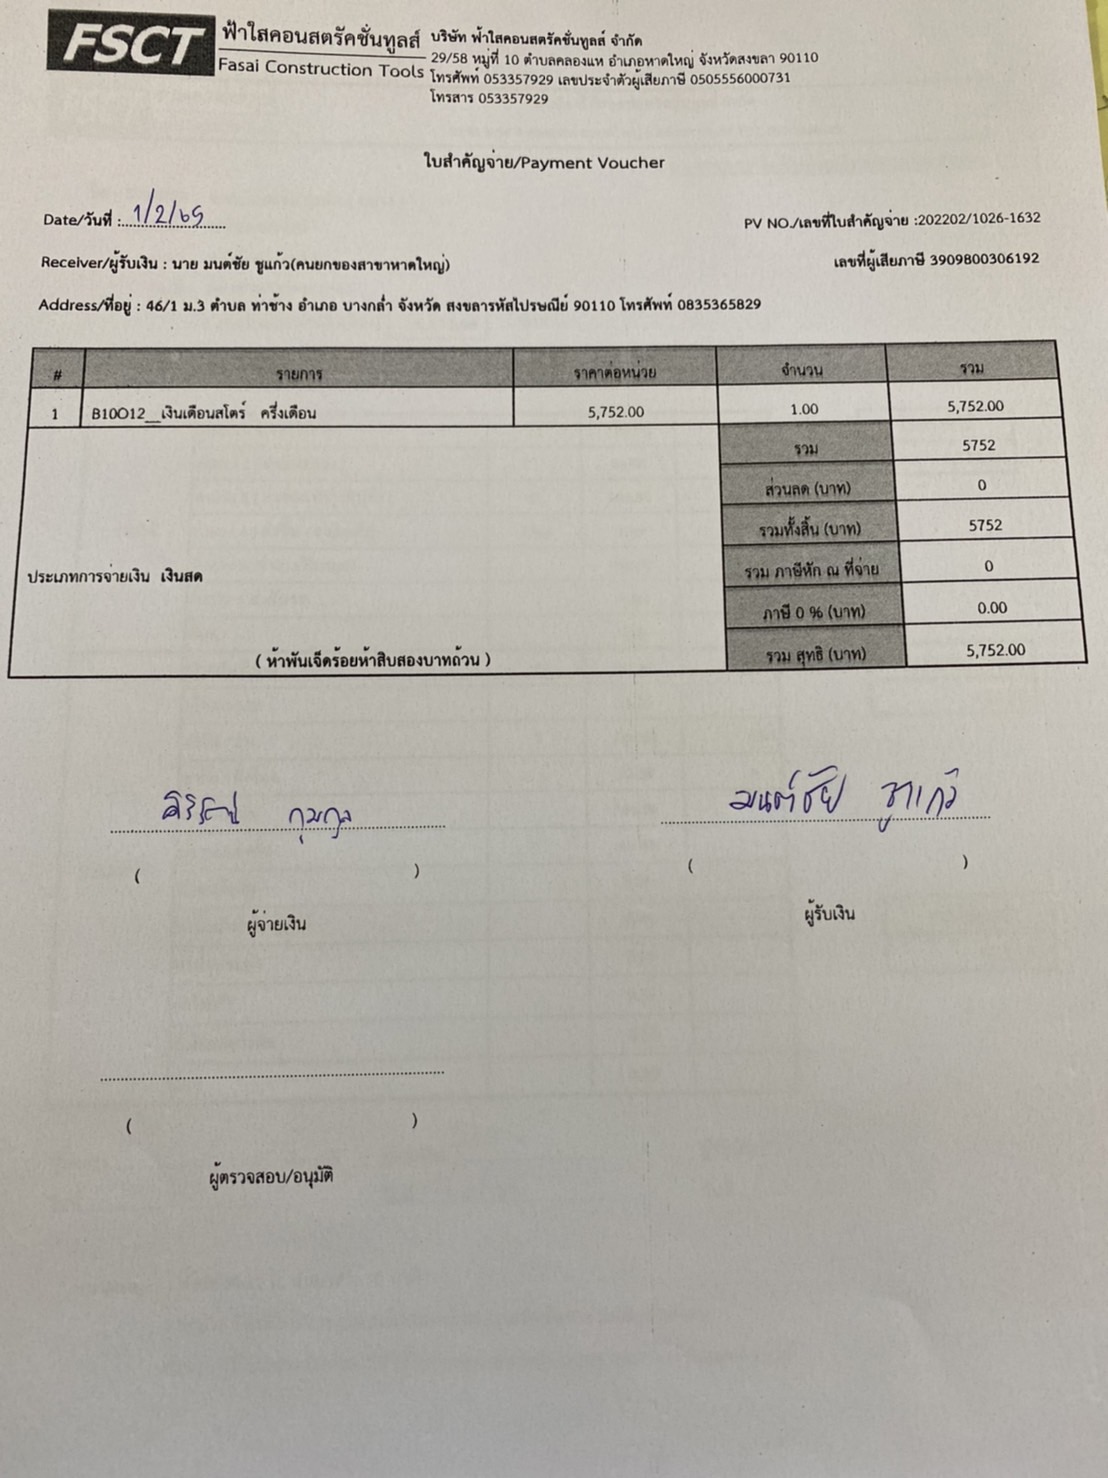 FSCT
ฟ้าใสคอนสตรัคชั่นทูลส์
Fasai Construction Tools
บริษัท ฟ้าใสคอนสตรัคชั่นทูลส์ จำกัด
29/58 หมู่ที่ 10 ตำบลคลองแห อำเภอหาดใหญ่ จังหวัดสงขลา 90110
โทรศัพท์ 053357929 เลขประจำตัวผู้เสียภาษี 0505556000731
โทรสาร 053357929
ใบสำคัญจ่าย/Payment Voucher
Date/วันที่ : 1/2/65
PV NO./เลขที่ใบสำคัญจ่าย :202202/1026-1632
Receiver/ผู้รับเงิน : นาย มนต์ชัย ชูแก้ว(คนยกของสาขาหาดใหญ่)
เลขที่ผู้เสียภาษี 3909800306192
Address/ที่อยู่ : 46/1 ม.3 ตำบล ท่าช้าง อำเภอ บางกล่ำ จังหวัด สงขลารหัสไปรษณีย์ 90110 โทรศัพท์ 0835365829
# รายการ ราคาต่อหน่วย จำนวน รวม
1 B10O12__เงินเดือนสโตร์ ครึ่งเดือน 5,752.00 1.00 5,752.00
รวม 5752
ส่วนลด (บาท) 0
รวมทั้งสิ้น (บาท) 5752
ประเภทการจ่ายเงิน เงินสด
รวม ภาษีหัก ณ ที่จ่าย 0
ภาษี 0 % (บาท) 0.00
( ห้าพันเจ็ดร้อยห้าสิบสองบาทถ้วน )
รวม สุทธิ (บาท) 5,752.00
มนต์ชัย ชูแก้ว
( )
( )
ผู้จ่ายเงิน
ผู้รับเงิน
( )
ผู้ตรวจสอบ/อนุมัติ